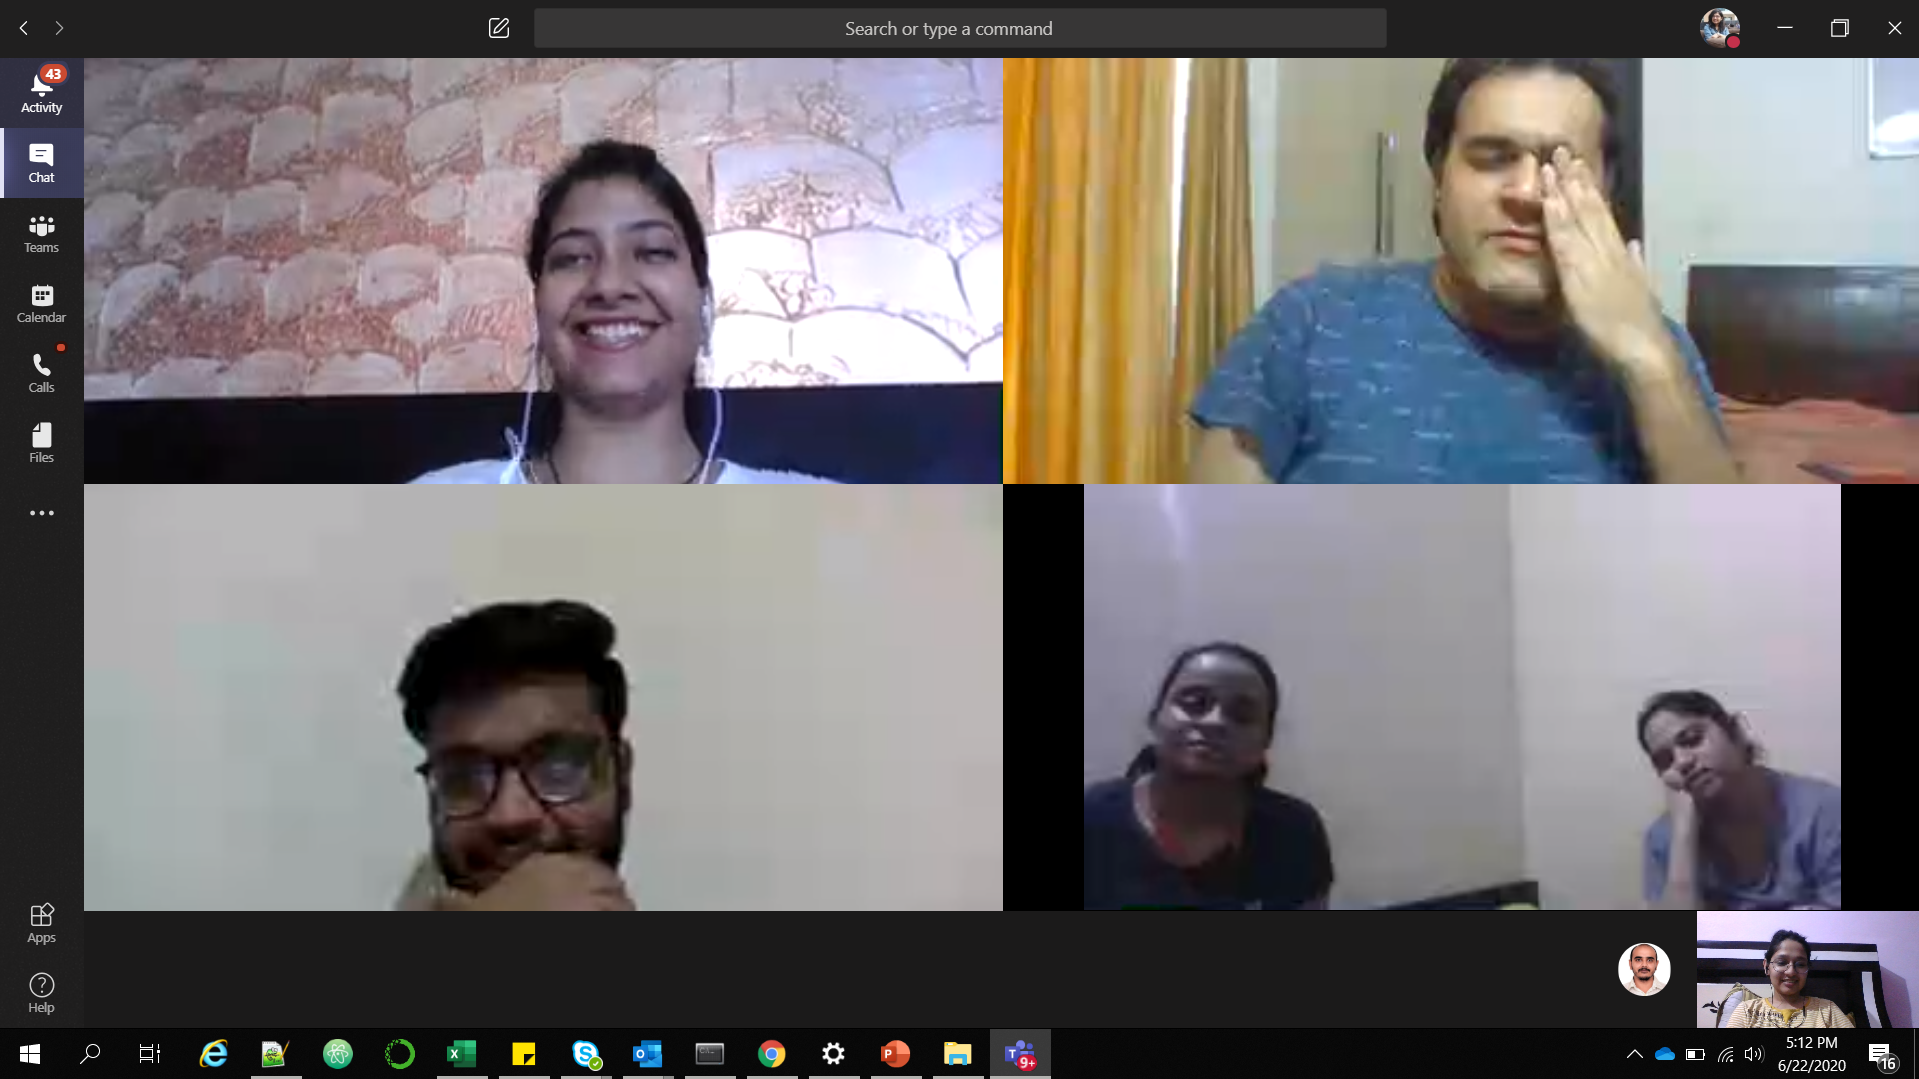 Search or type a command
43
Activity
Chat
Teams
Calendar
Calls
Files
Apps
Help
9+
5:12 PM
6/22/2020
16